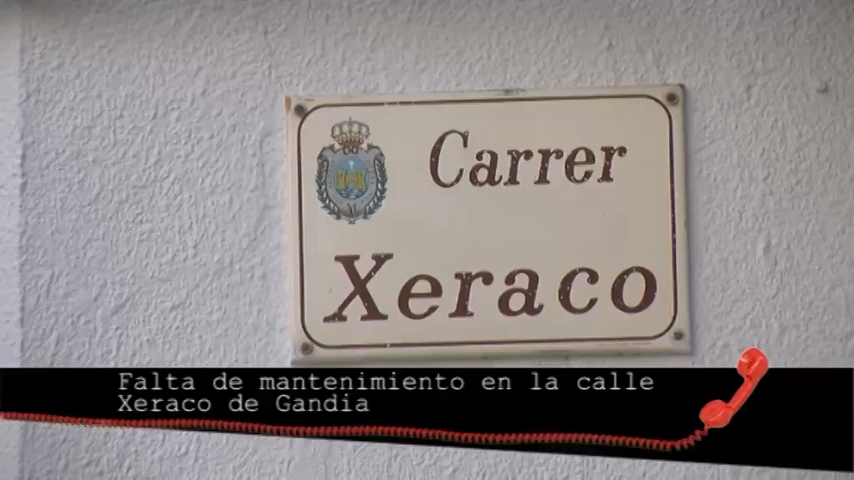 Carrer
Xeraco
Falta de mantenimiento en la calle
Xeraco de Gandia